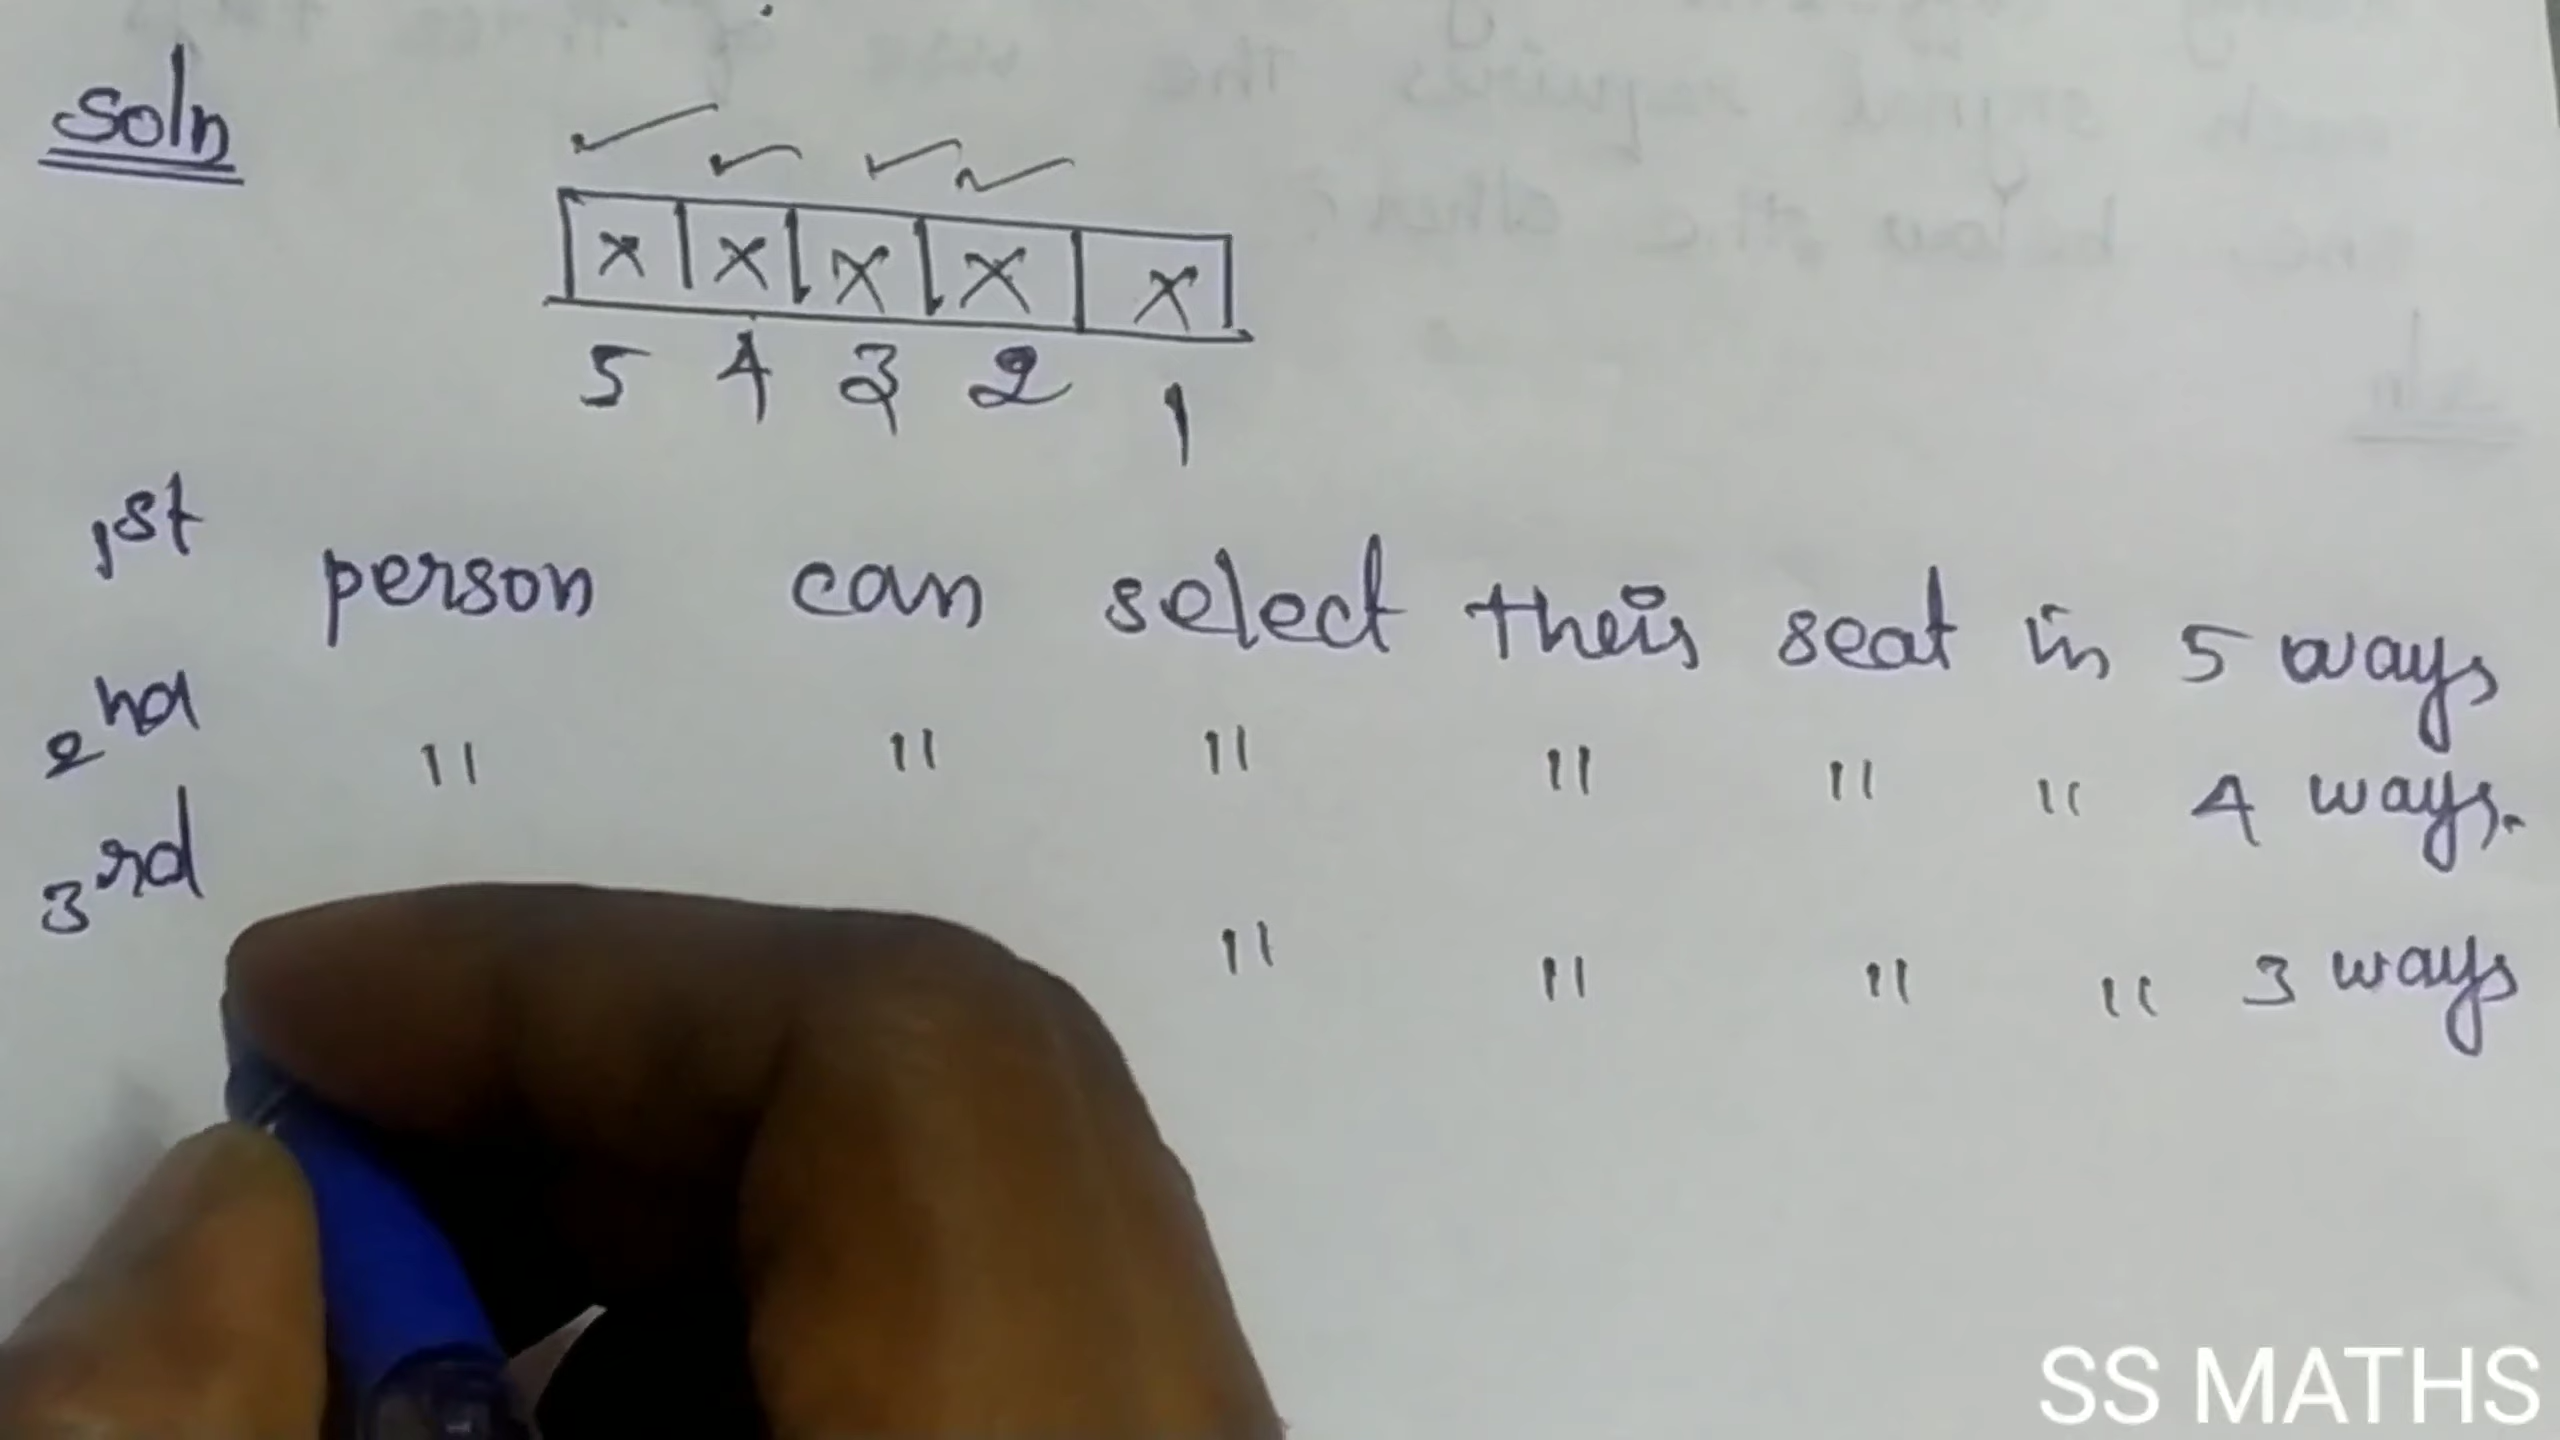 Soln
x x x x x
5 4 3 2 1
1st person can select their seat in 5 ways
2nd " " " " " " 4 ways.
3rd " " " " 3 ways
SS MATHS